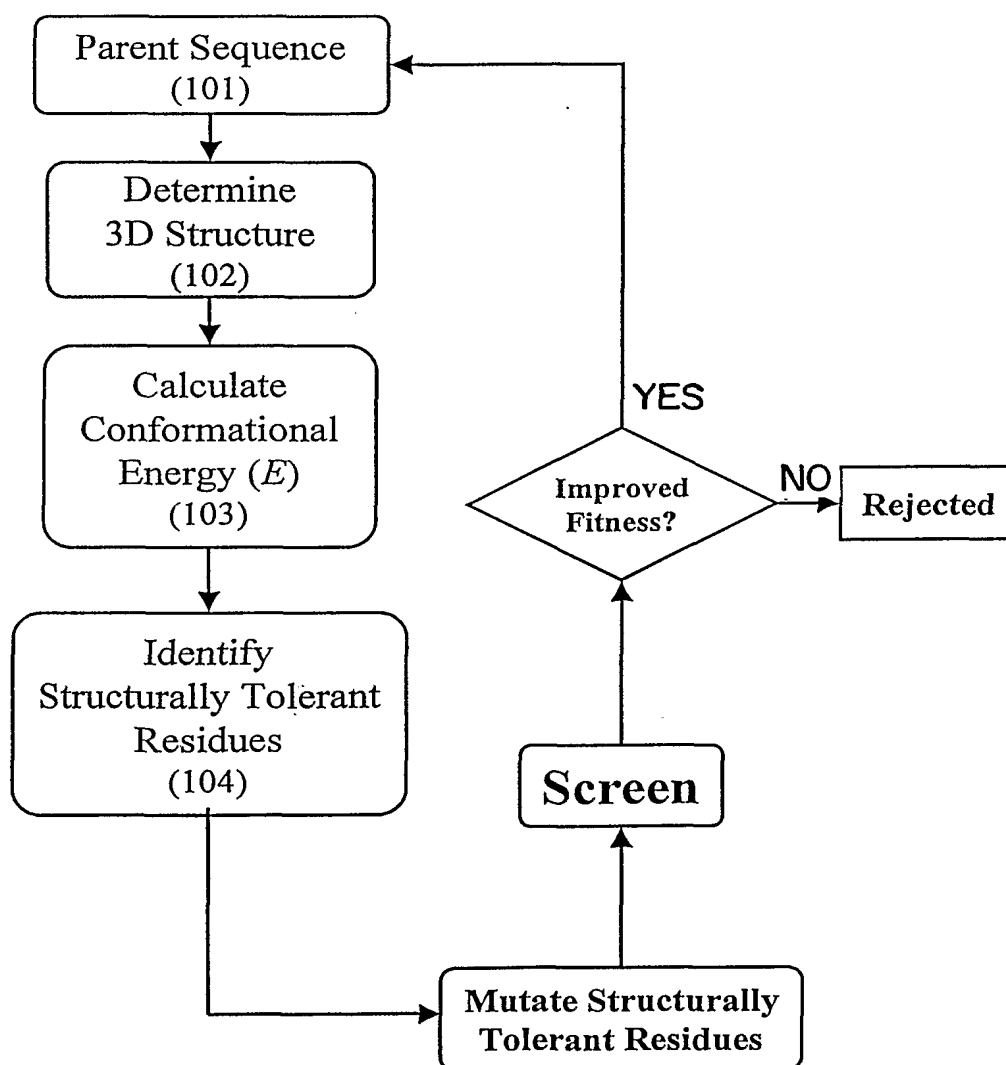 Parent Sequence
(101)
Determine
3D Structure
(102)
Calculate
Conformational
Energy (E)
(103)
Identify
Structurally Tolerant
Residues
(104)
Mutate Structurally
Tolerant Residues
Screen
Improved
Fitness?
YES
NO
Rejected